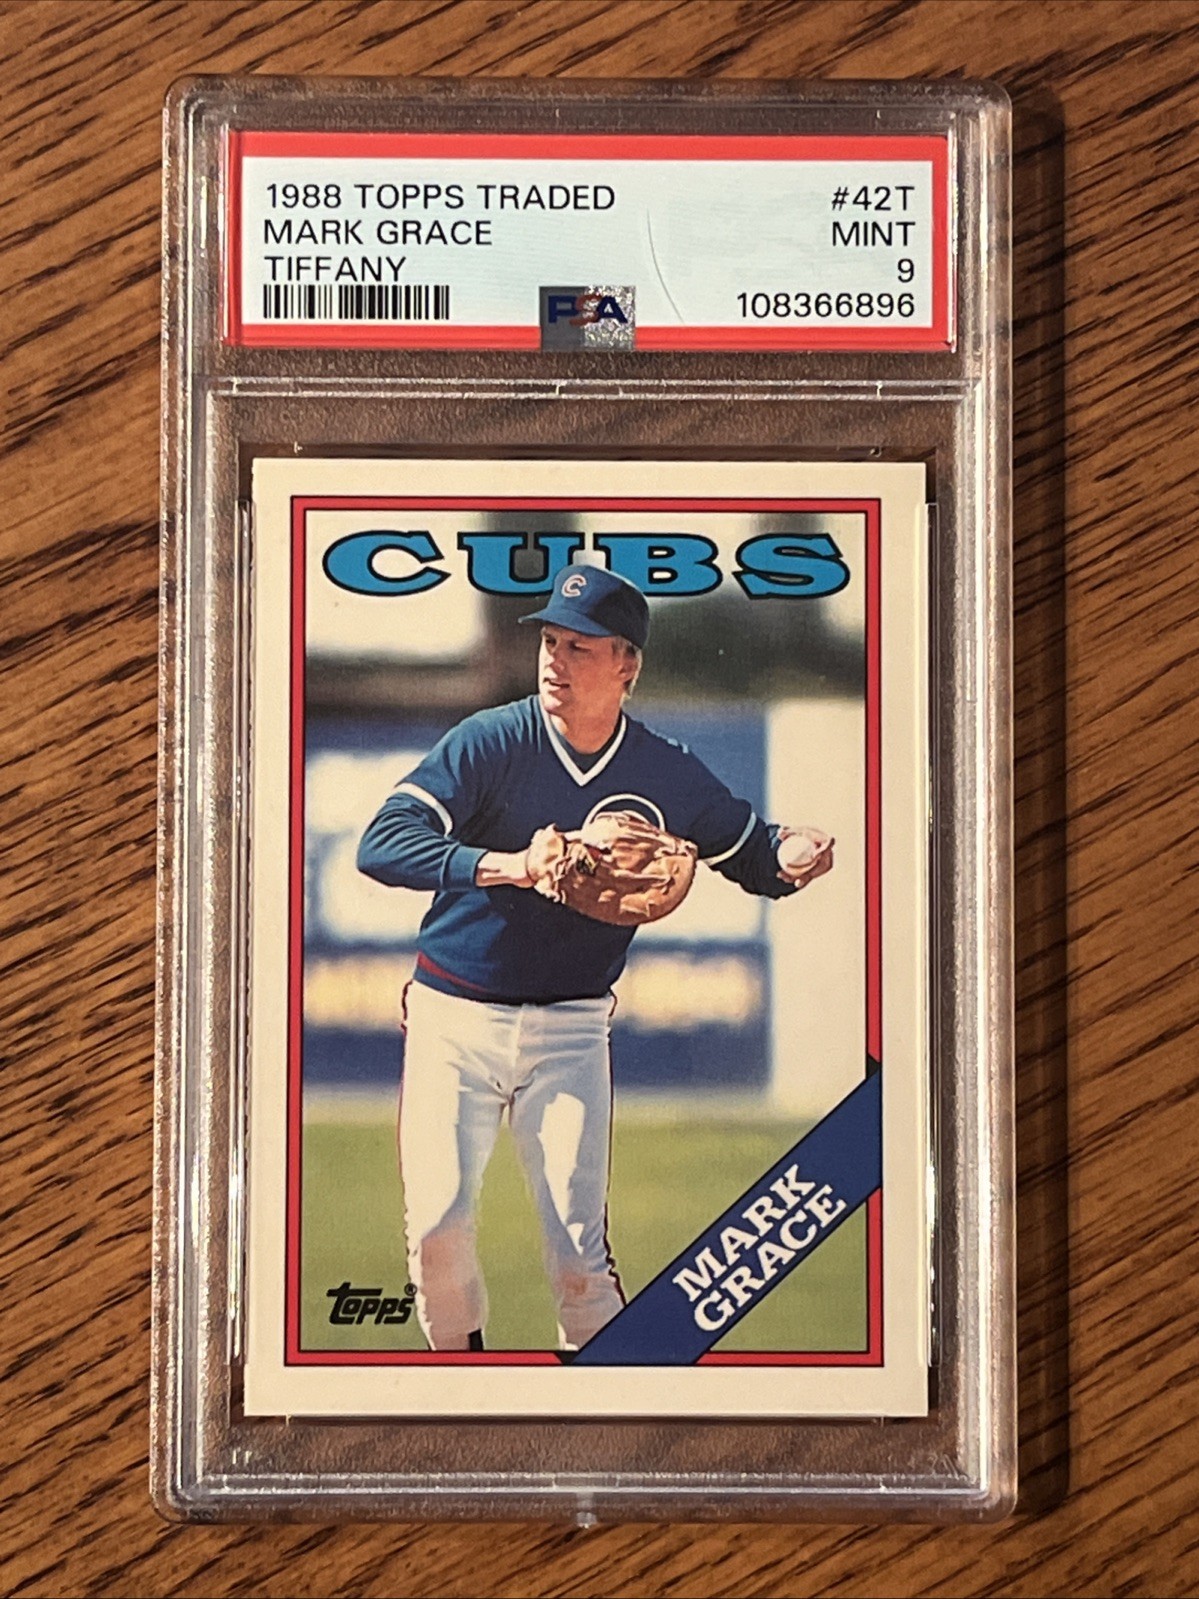 1988 TOPPS TRADED #42T
MARK GRACE MINT
TIFFANY 9
PSA 108366896
CUBS
C
MARK
GRACE
topps®